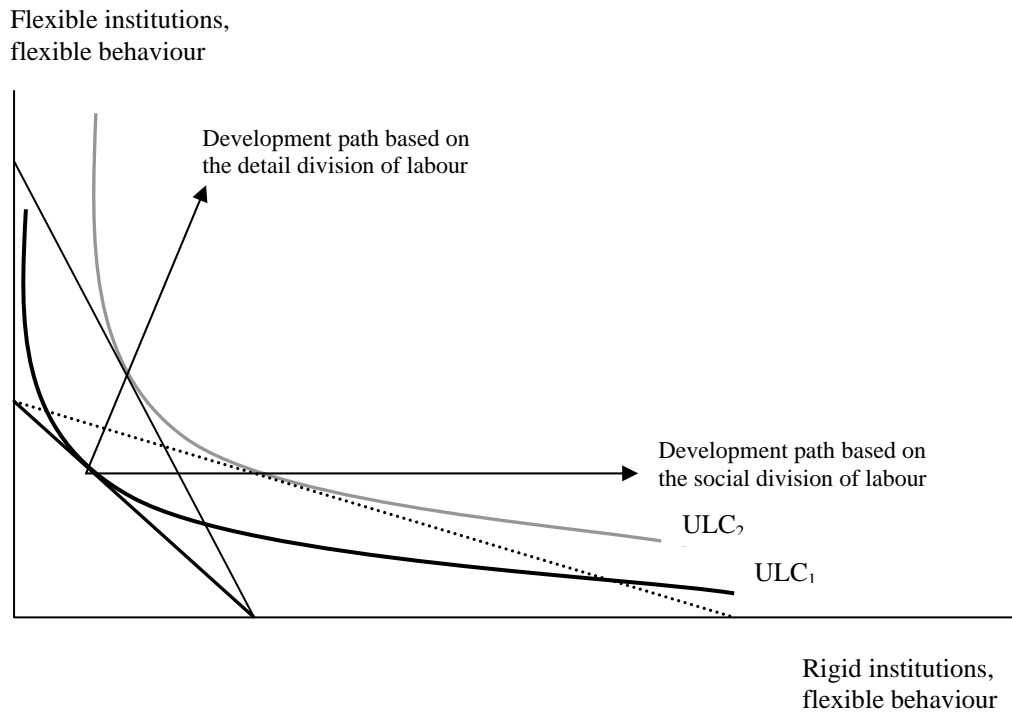 Flexible institutions,
flexible behaviour
Development path based on
the detail division of labour
Development path based on
the social division of labour
ULC₂
ULC₁
Rigid institutions,
flexible behaviour